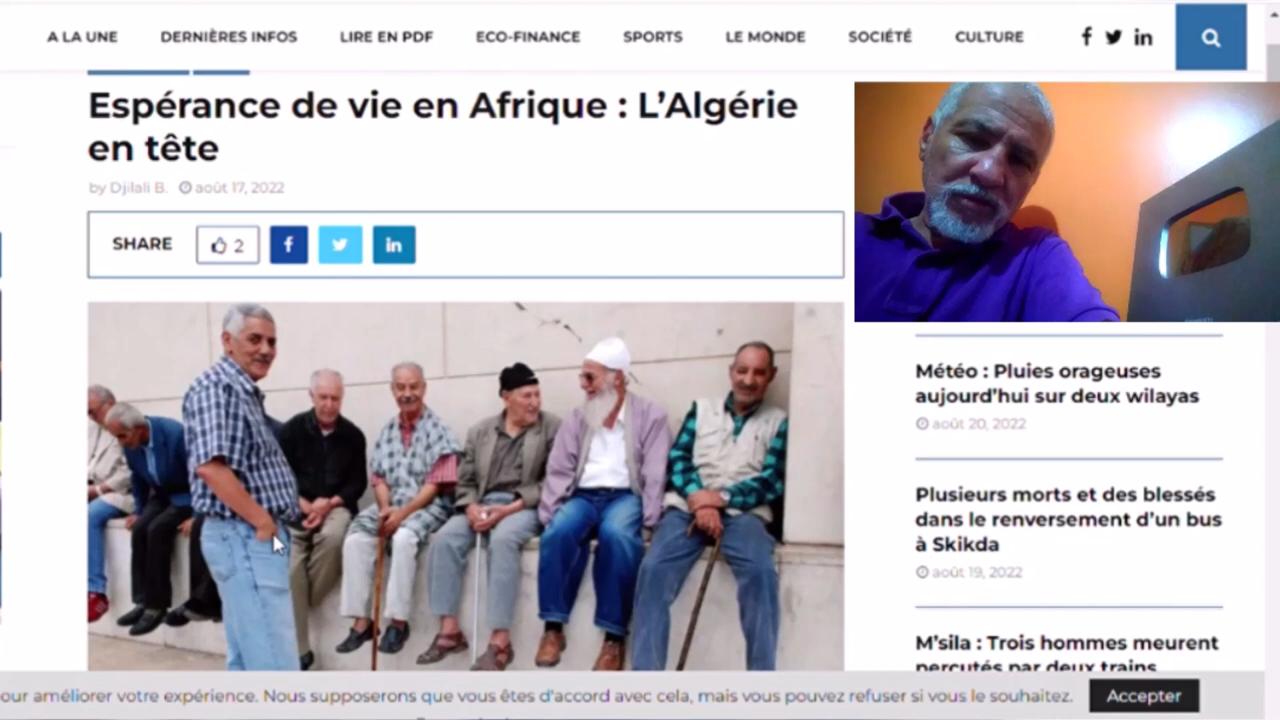 A LA UNE
DERNIÈRES INFOS
LIRE EN PDF
ECO-FINANCE
SPORTS
LE MONDE
SOCIÉTÉ
CULTURE
Espérance de vie en Afrique : L'Algérie
en tête
by Djilali B. août 17, 2022
SHARE
2
Météo : Pluies orageuses
aujourd'hui sur deux wilayas
août 20, 2022
Plusieurs morts et des blessés
dans le renversement d'un bus
à Skikda
août 19, 2022
M'sila : Trois hommes meurent
percutés par deux trains
our améliorer votre expérience. Nous supposerons que vous êtes d'accord avec cela, mais vous pouvez refuser si vous le souhaitez.
Accepter